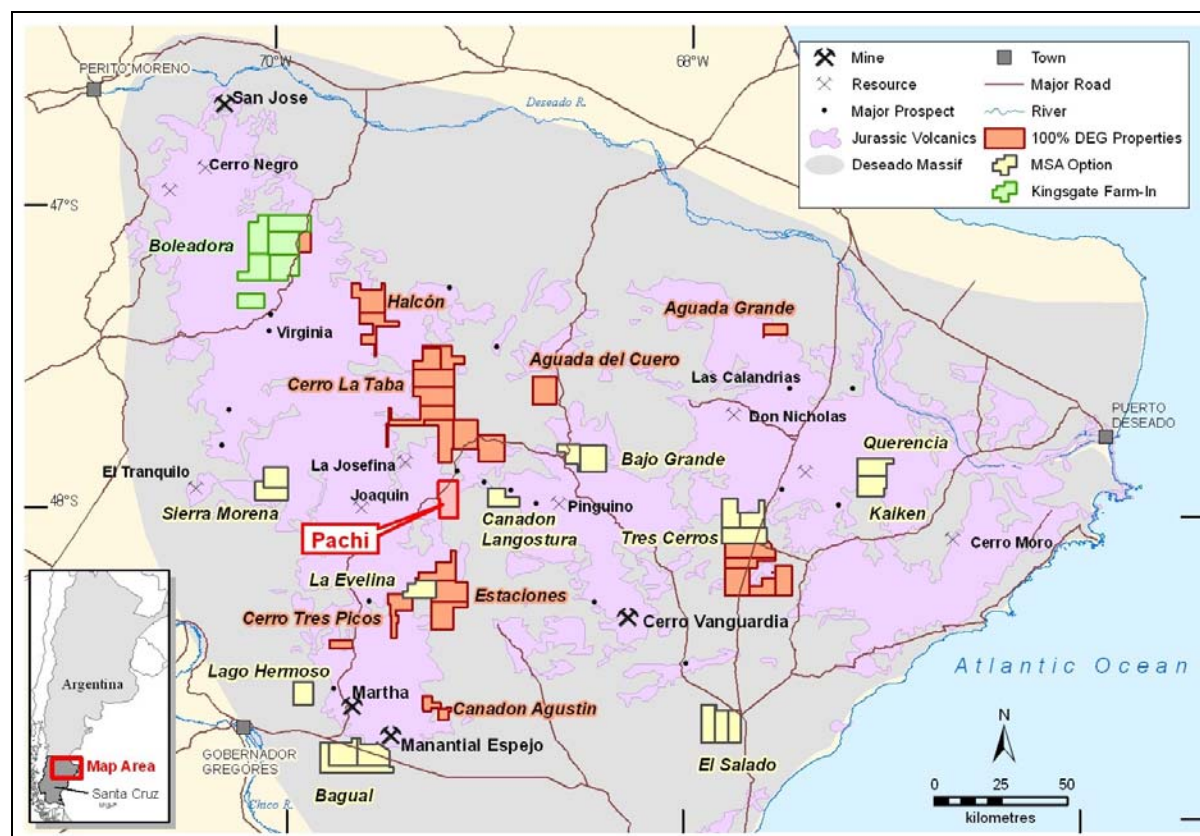 70°W
68°W
PERITO MORENO
San Jose
Deseado R.
Cerro Negro
47°S
Boleadora
Halcón
Virginia
Aguada Grande
Aguada del Cuero
Cerro La Taba
Las Calandrias
Don Nicholas
PUERTO
DESEADO
Querencia
La Josefina
Bajo Grande
El Tranquilo
Joaquin
48°S
Sierra Morena
Pinguino
Canadon
Langostura
Kalken
Pachi
Tres Cerros
Cerro Moro
La Evelina
Estaciones
Cerro Tres Picos
Cerro Vanguardia
Lago Hermoso
Atlantic Ocean
Martha
Canadon Agustin
Manantial Espejo
GOBERNADOR
GREGORES
El Salado
Bagual
Chico R.
Mine
Resource
Major Prospect
Jurassic Volcanics
Deseado Massif
Town
Major Road
River
100% DEG Properties
MSA Option
Kingsgate Farm-In
Argentina
Map Area
Santa Cruz
N
0 25 50
kilometres